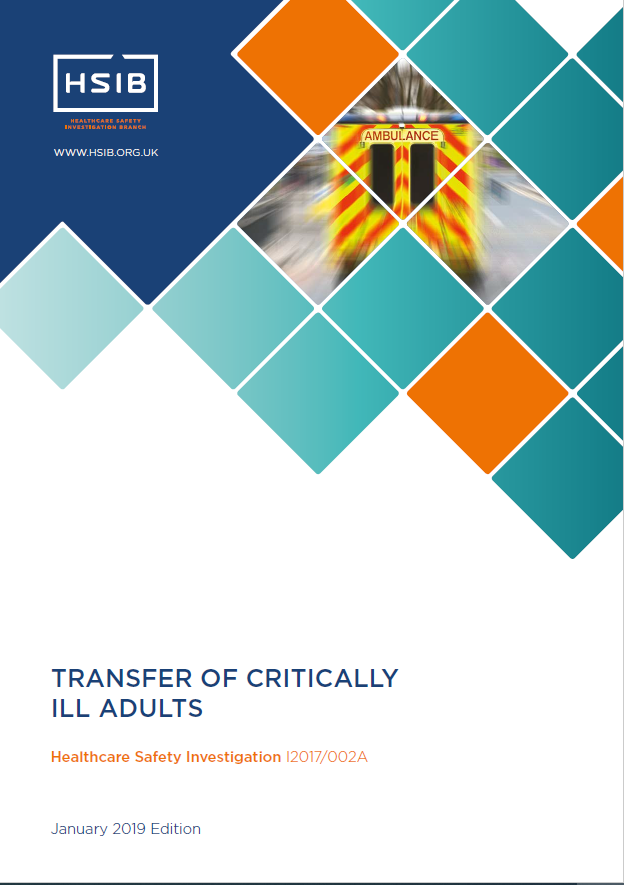 HSIB
HEALTHCARE SAFETY
INVESTIGATION BRANCH
WWW.HSIB.ORG.UK
AMBULANCE
TRANSFER OF CRITICALLY
ILL ADULTS
Healthcare Safety Investigation I2017/002A
January 2019 Edition